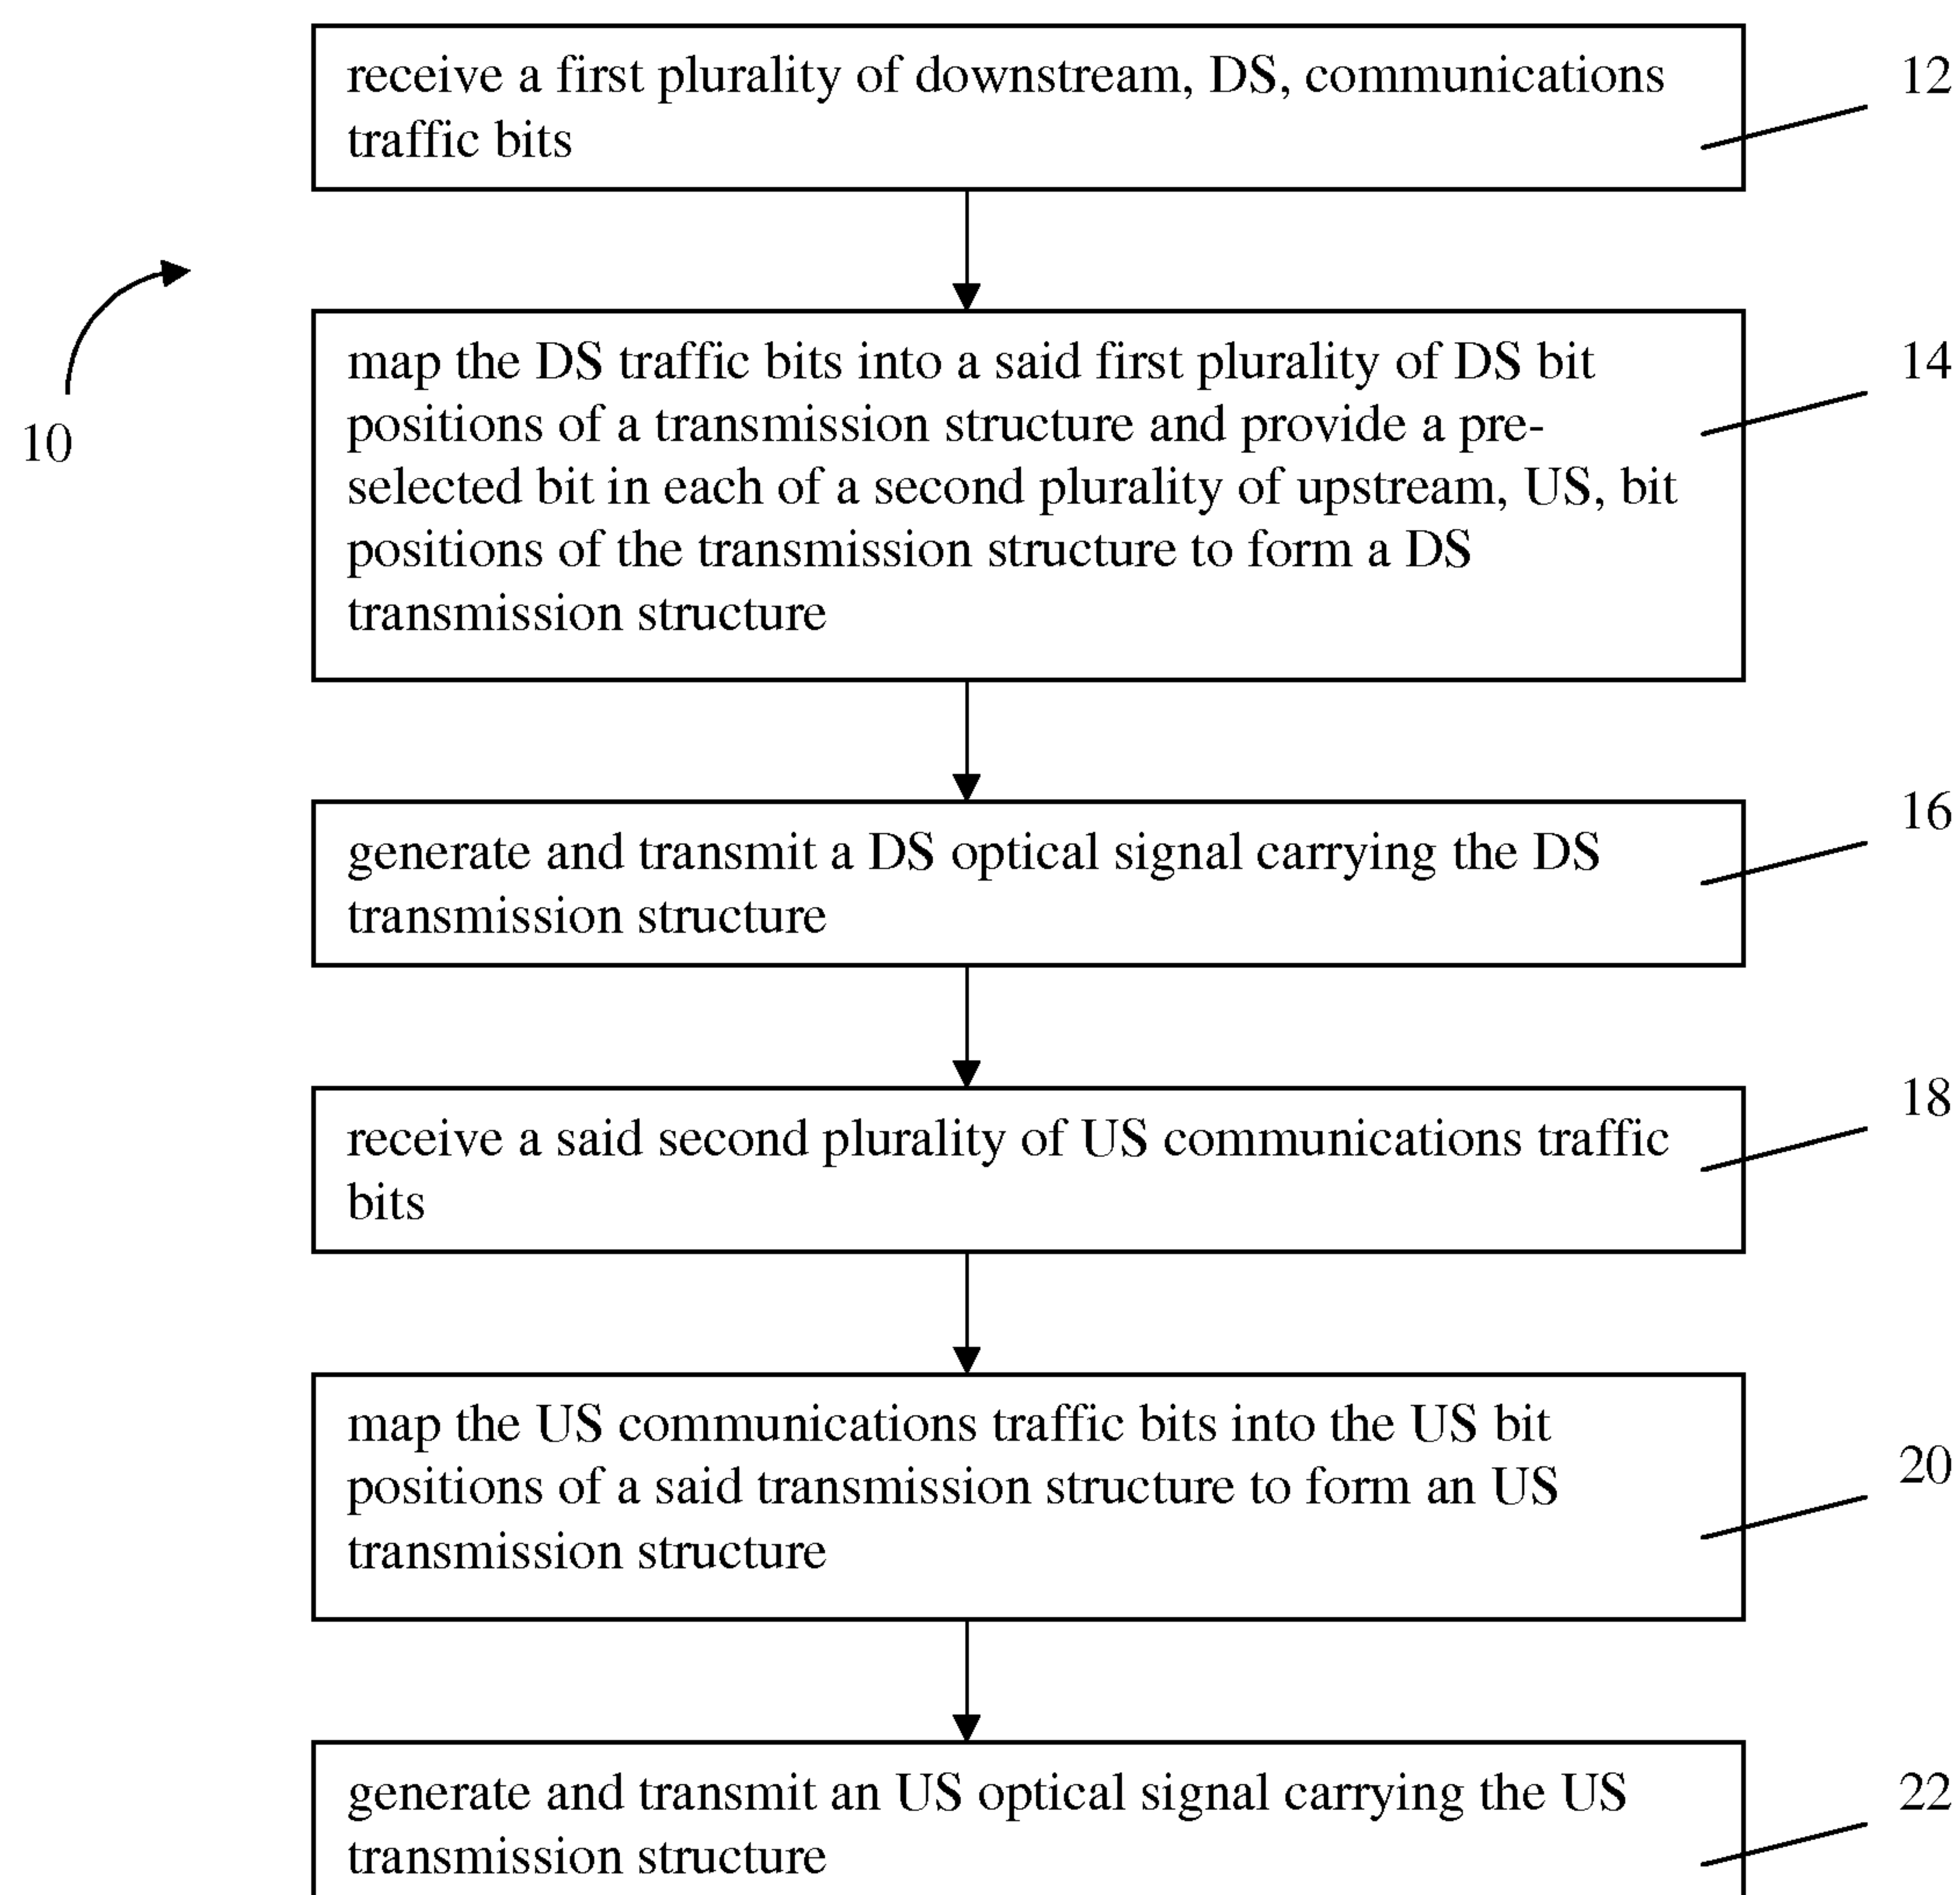 receive a first plurality of downstream, DS, communications
traffic bits
12
10
map the DS traffic bits into a said first plurality of DS bit
positions of a transmission structure and provide a pre-
selected bit in each of a second plurality of upstream, US, bit
positions of the transmission structure to form a DS
transmission structure
14
generate and transmit a DS optical signal carrying the DS
transmission structure
16
receive a said second plurality of US communications traffic
bits
18
map the US communications traffic bits into the US bit
positions of a said transmission structure to form an US
transmission structure
20
generate and transmit an US optical signal carrying the US
transmission structure
22